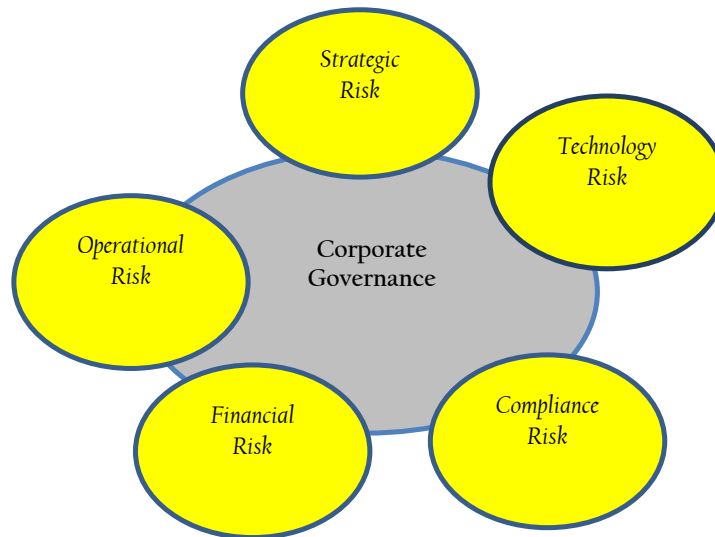 Strategic
Risk
Technology
Risk
Operational
Risk
Corporate
Governance
Financial
Risk
Compliance
Risk